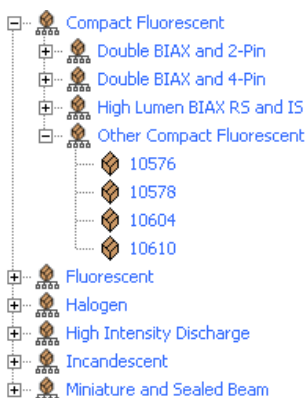 Compact Fluorescent
Double BIAX and 2-Pin
Double BIAX and 4-Pin
High Lumen BIAX RS and IS
Other Compact Fluorescent
10576
10578
10604
10610
Fluorescent
Halogen
High Intensity Discharge
Incandescent
Miniature and Sealed Beam